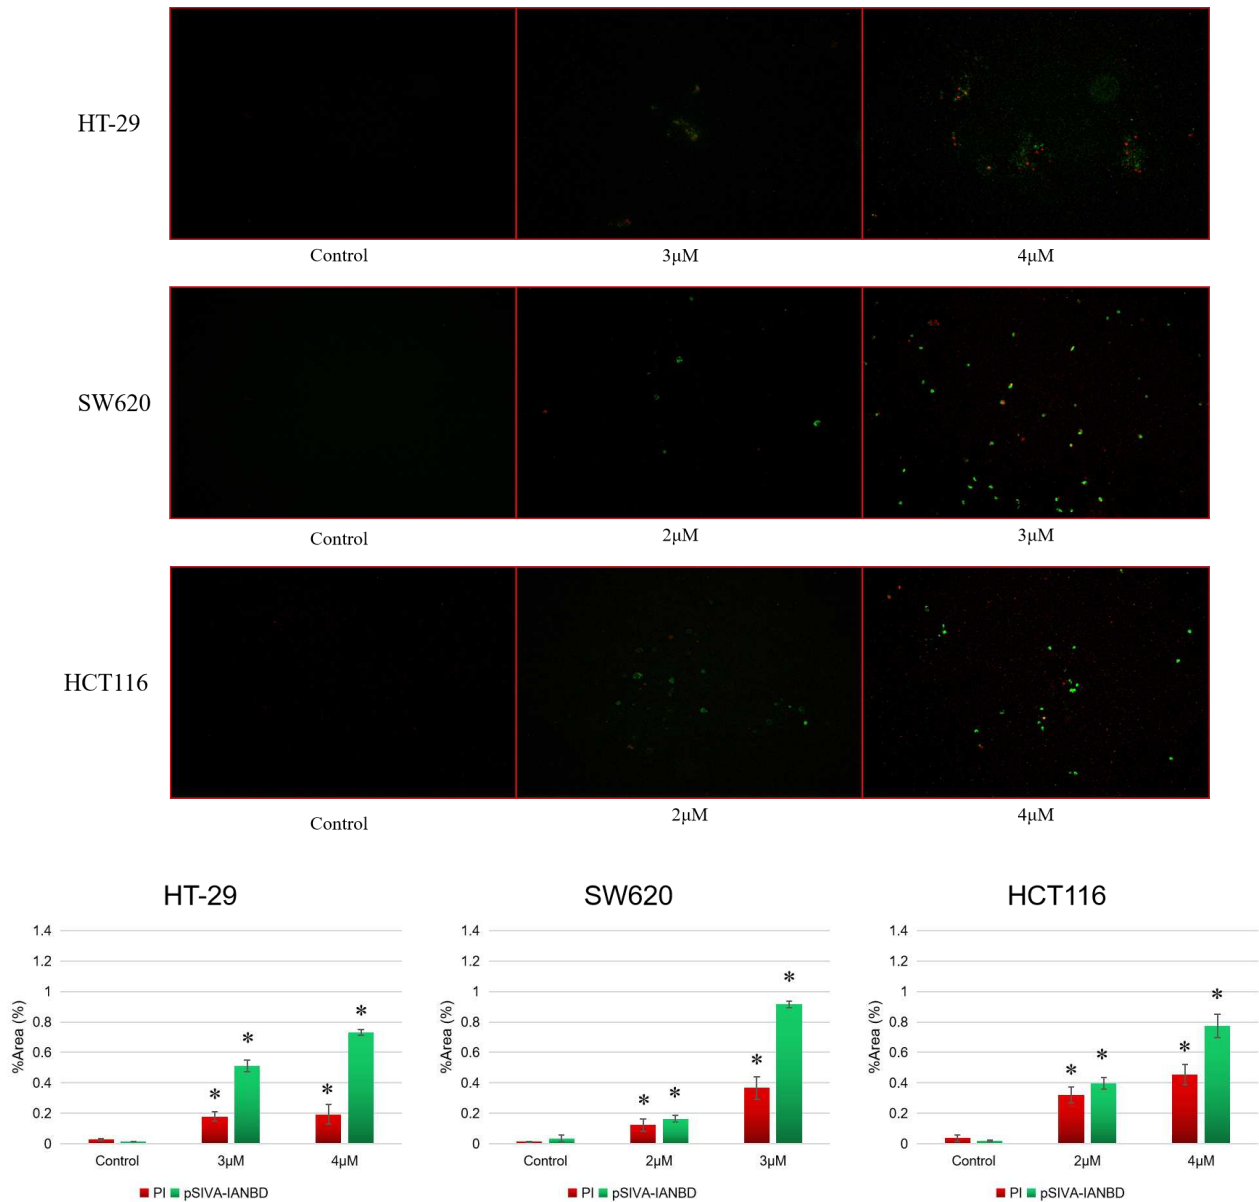 HT-29
Control 3µM 4µM
SW620
Control 2µM 3µM
HCT116
Control 2µM 4µM
HT-29
%Area (%)
1.4
1.2
1
0.8
0.6
0.4
0.2
0
* * * *
Control 3µM 4µM
PI pSIVA-IANBD
SW620
%Area (%)
1.4
1.2
1
0.8
0.6
0.4
0.2
0
* * * *
Control 2µM 3µM
PI pSIVA-IANBD
HCT116
%Area (%)
1.4
1.2
1
0.8
0.6
0.4
0.2
0
* * * *
Control 2µM 4µM
PI pSIVA-IANBD